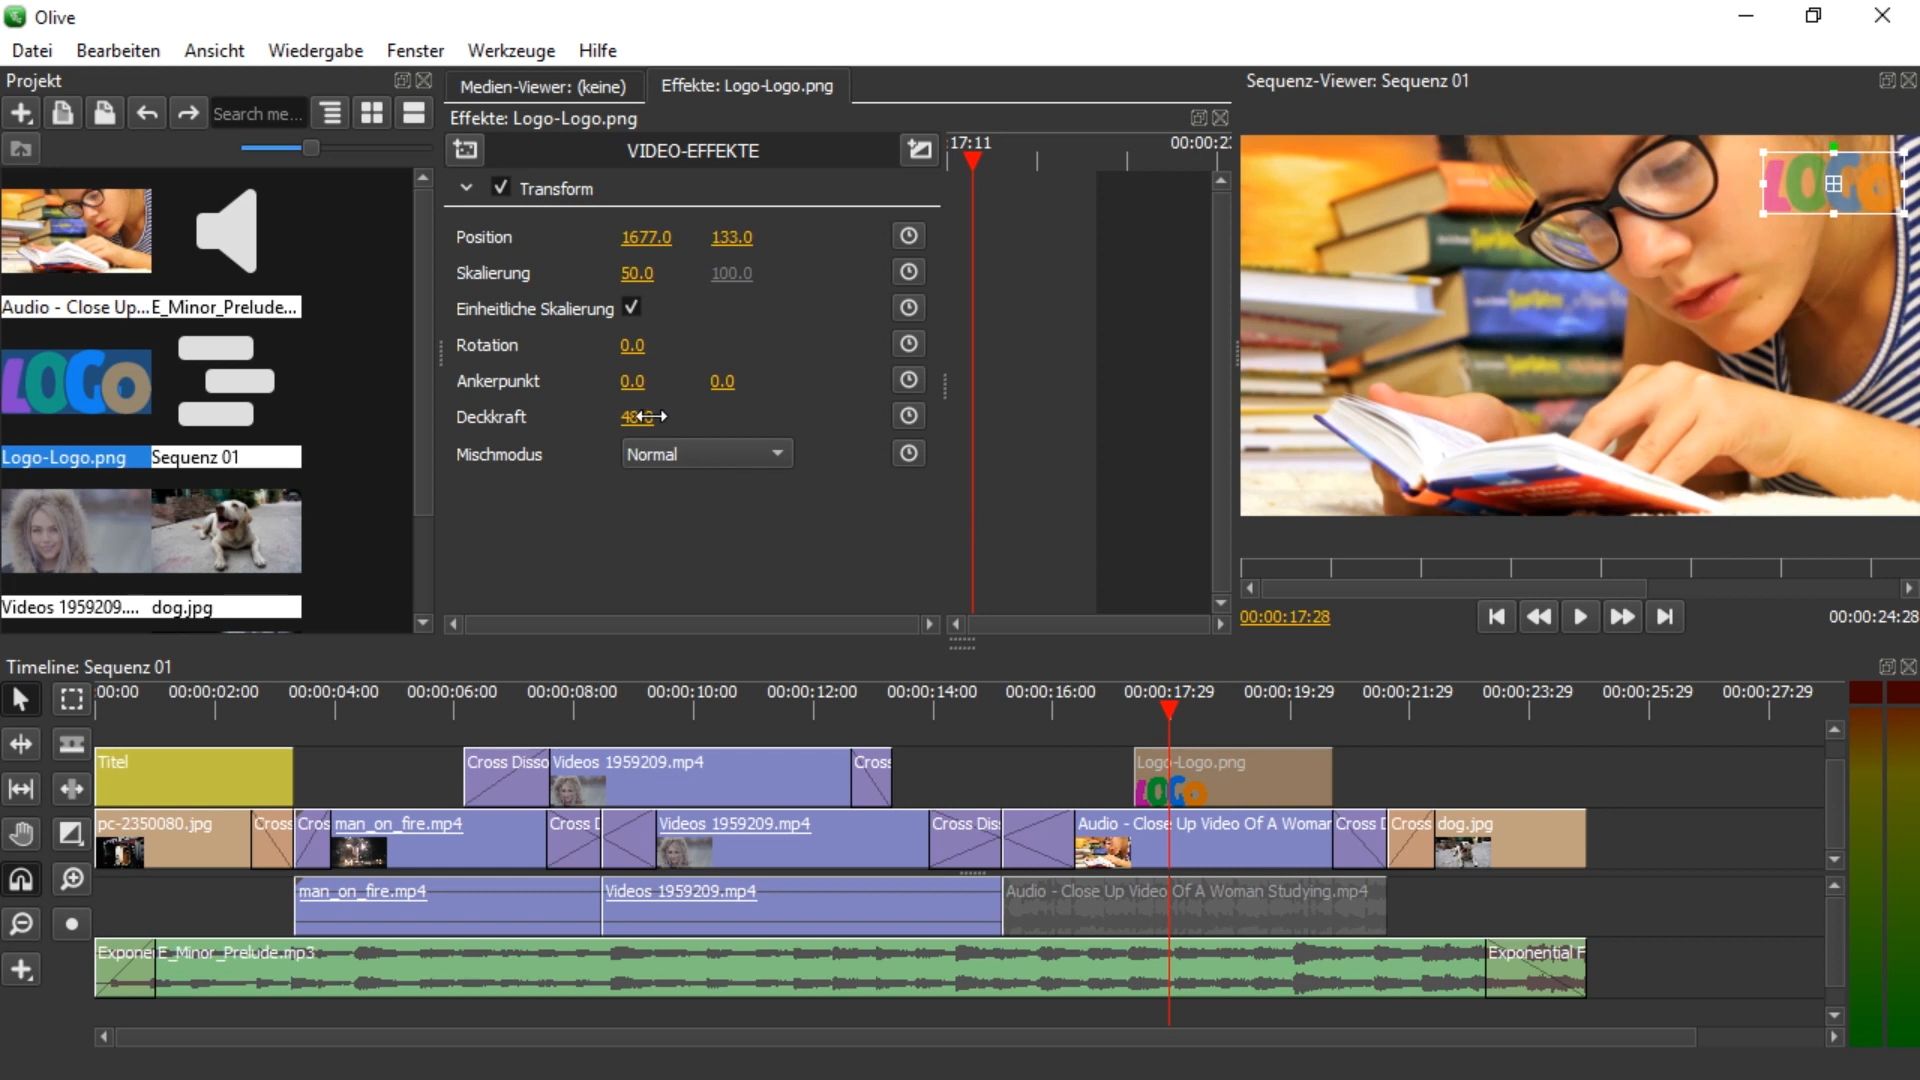 Olive
Datei Bearbeiten Ansicht Wiedergabe Fenster Werkzeuge Hilfe
Projekt
Search me...
Audio - Close Up... E_Minor_Prelude...
LOGO
Logo-Logo.png Sequenz 01
Videos 1959209.... dog.jpg
Medien-Viewer: (keine) Effekte: Logo-Logo.png
Effekte: Logo-Logo.png
VIDEO-EFFEKTE
17:11 00:00:2
Transform
Position 1677.0 133.0
Skalierung 50.0 100.0
Einheitliche Skalierung
Rotation 0.0
Ankerpunkt 0.0 0.0
Deckkraft
Mischmodus Normal
Sequenz-Viewer: Sequenz 01
LOGO
00:00:17:28 00:00:24:28
Timeline: Sequenz 01
:00:00 00:00:02:00 00:00:04:00 00:00:06:00 00:00:08:00 00:00:10:00 00:00:12:00 00:00:14:00 00:00:16:00 00:00:17:29 00:00:19:29 00:00:21:29 00:00:23:29 00:00:25:29 00:00:27:29
Titel Cross Disso Videos 1959209.mp4 Cross Logo-Logo.png
LOGO
pc-2350080.jpg Cross Cros man_on_fire.mp4 Cross D Videos 1959209.mp4 Cross Dis Audio - Close Up Video Of A Womar Cross D Cross dog.jpg
man_on_fire.mp4 Videos 1959209.mp4 Audio - Close Up Video Of A Woman Studying.mp4
Expone E_Minor_Prelude.mp3 Exponential F